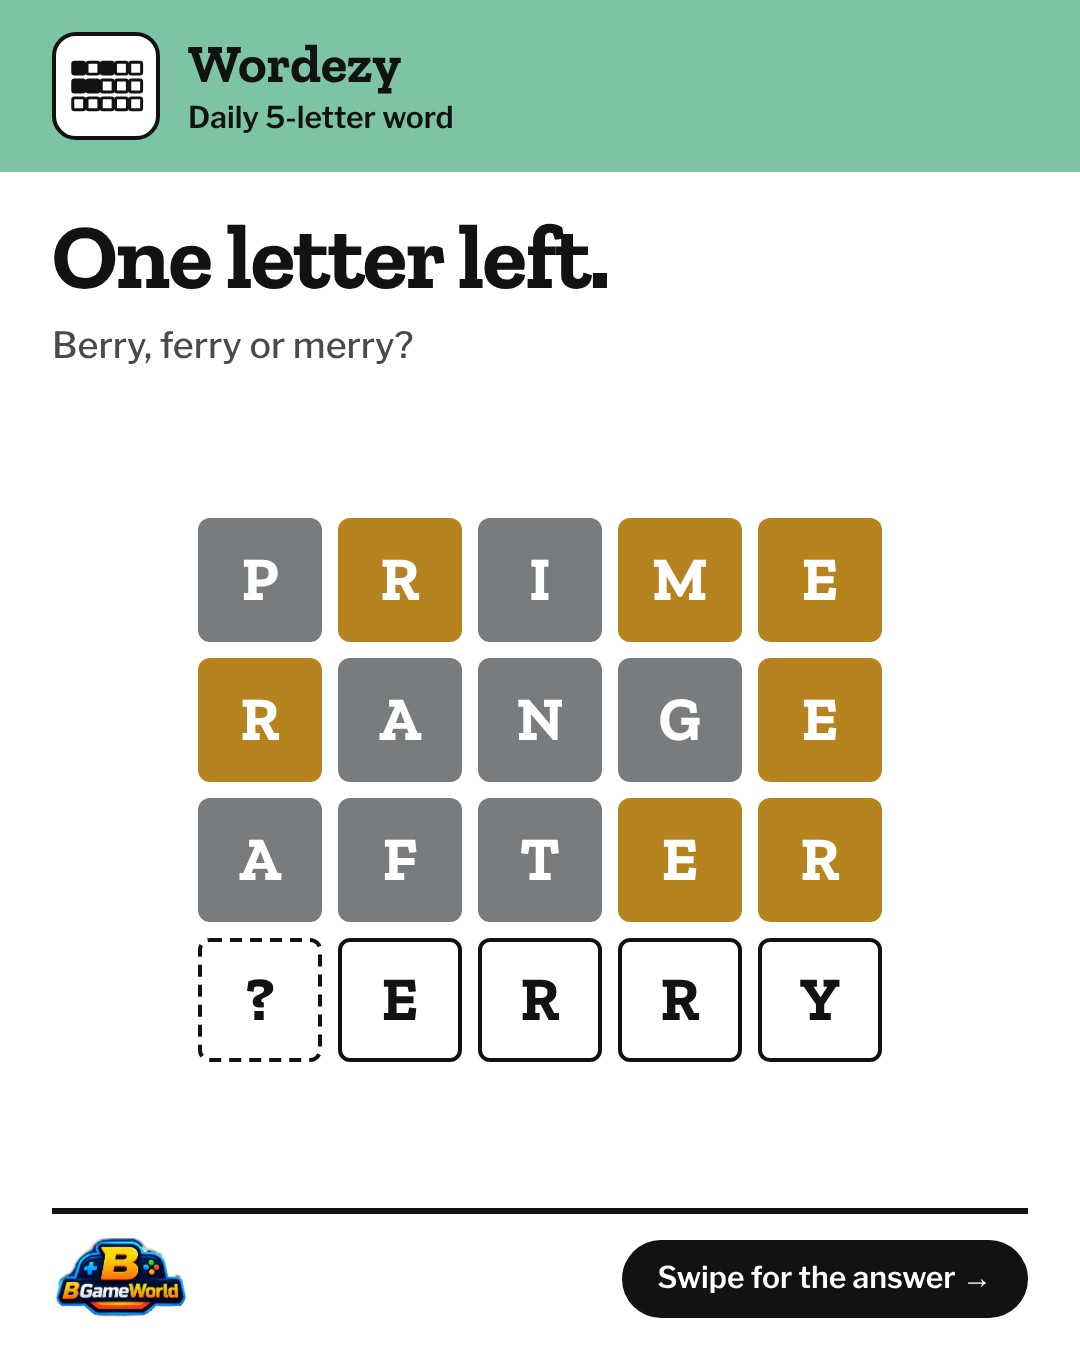 Wordezy
Daily 5-letter word
One letter left.
Berry, ferry or merry?
P R I M E
R A N G E
A F T E R
? E R R Y
B
BGameWorld
Swipe for the answer →